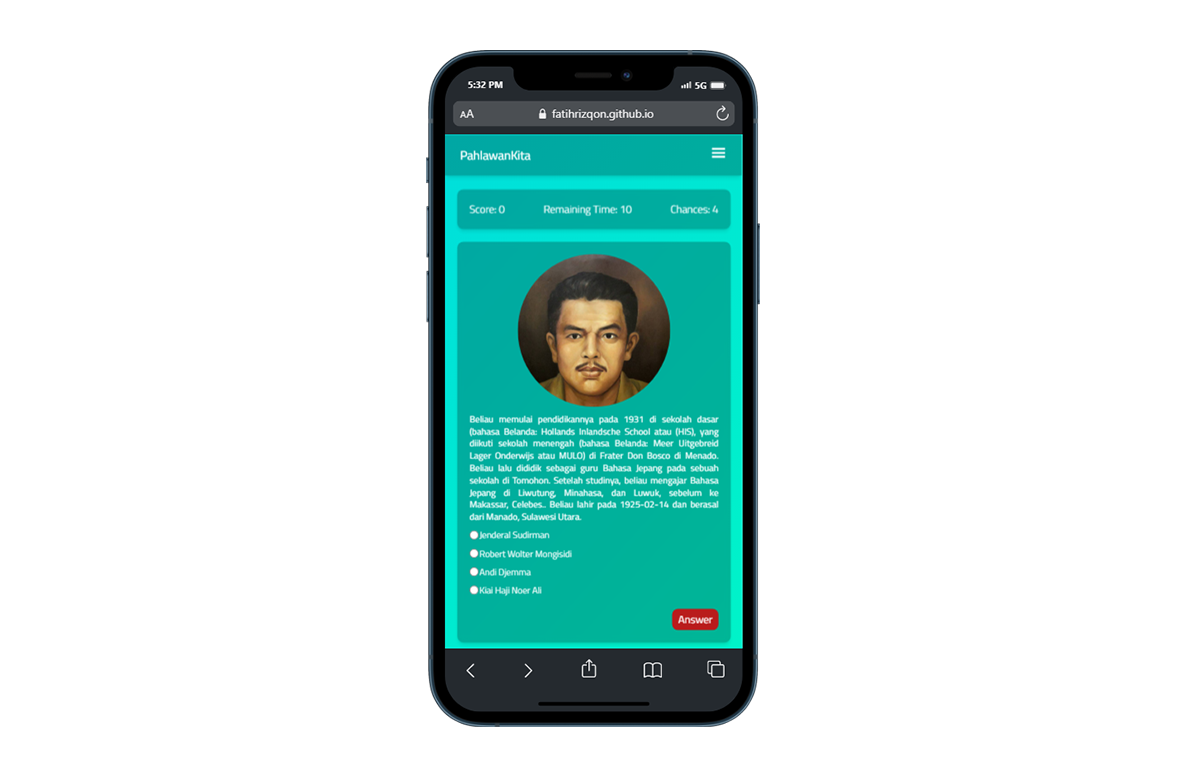 5:32 PM 5G
AA fatihrizqon.github.io
PahlawanKita
Score: 0 Remaining Time: 10 Chances: 4
Beliau memulai pendidikannya pada 1931 di sekolah dasar
(bahasa Belanda: Hollands Inlandsche School atau (HIS), yang
diikuti sekolah menengah (bahasa Belanda: Meer Uitgebreid
Lager Onderwijs atau MULO) di Frater Don Bosco di Menado.
Beliau lalu dididik sebagai guru Bahasa Jepang pada sebuah
sekolah di Tomohon. Setelah studinya, beliau mengajar Bahasa
Jepang di Liwutung, Minahasa, dan Luwuk, sebelum ke
Makassar, Celebes.. Beliau lahir pada 1925-02-14 dan berasal
dari Manado, Sulawesi Utara.
Jenderal Sudirman
Robert Wolter Mongisidi
Andi Djemma
Kiai Haji Noer Ali
Answer